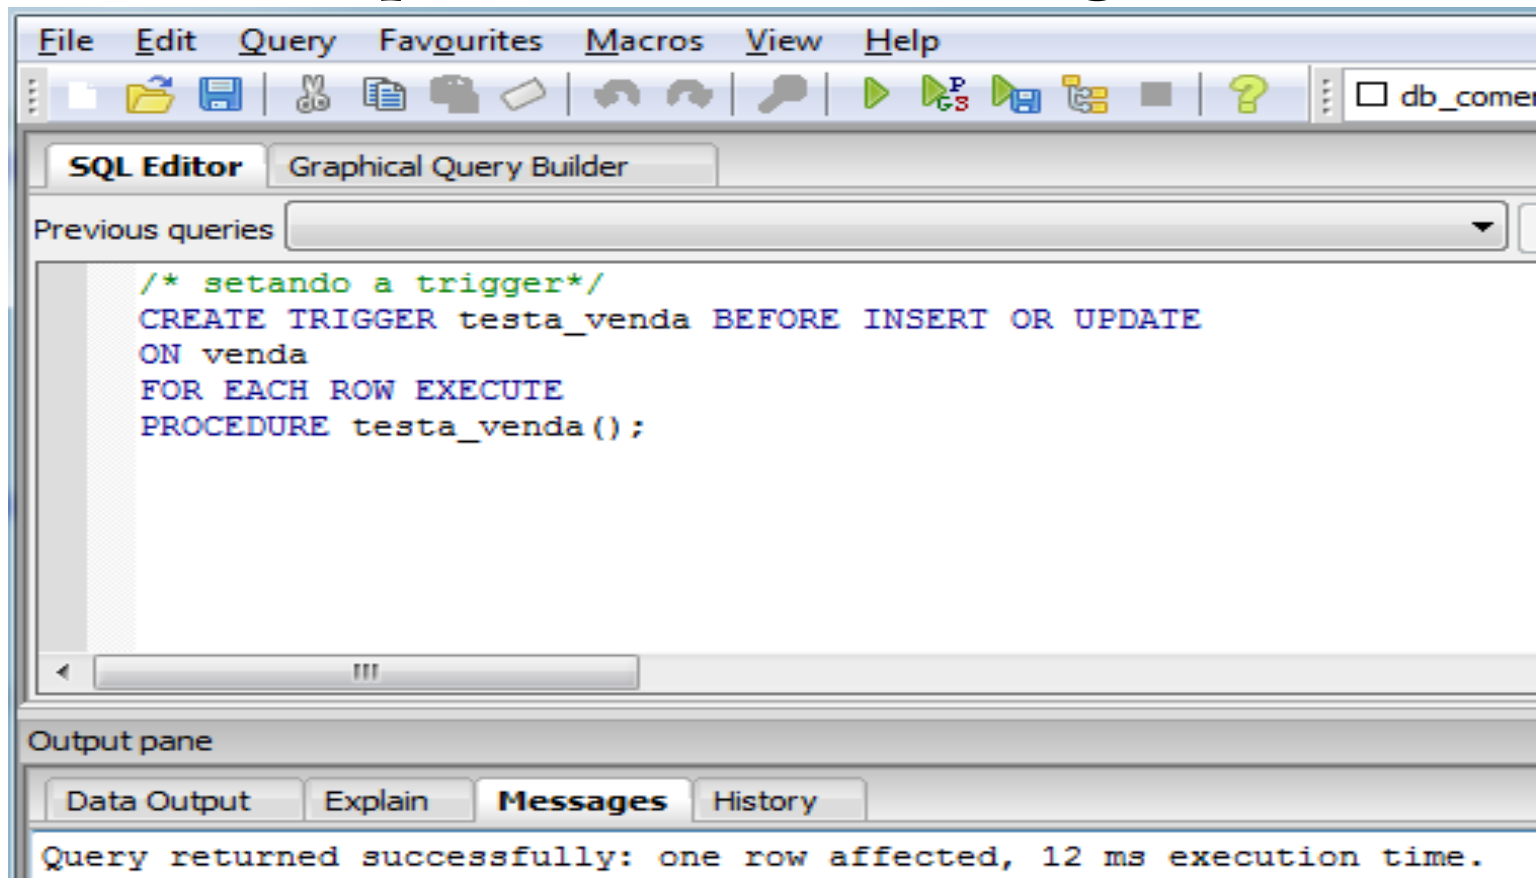 File Edit Query Favourites Macros View Help
SQL Editor Graphical Query Builder
Previous queries
/* setando a trigger*/
CREATE TRIGGER testa_venda BEFORE INSERT OR UPDATE
ON venda
FOR EACH ROW EXECUTE
PROCEDURE testa_venda();
Output pane
Data Output Explain Messages History
Query returned successfully: one row affected, 12 ms execution time.